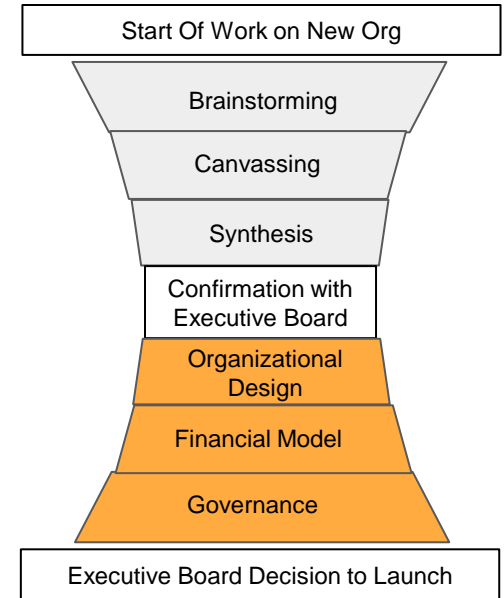 Start Of Work on New Org
Brainstorming
Canvassing
Synthesis
Confirmation with
Executive Board
Organizational
Design
Financial Model
Governance
Executive Board Decision to Launch